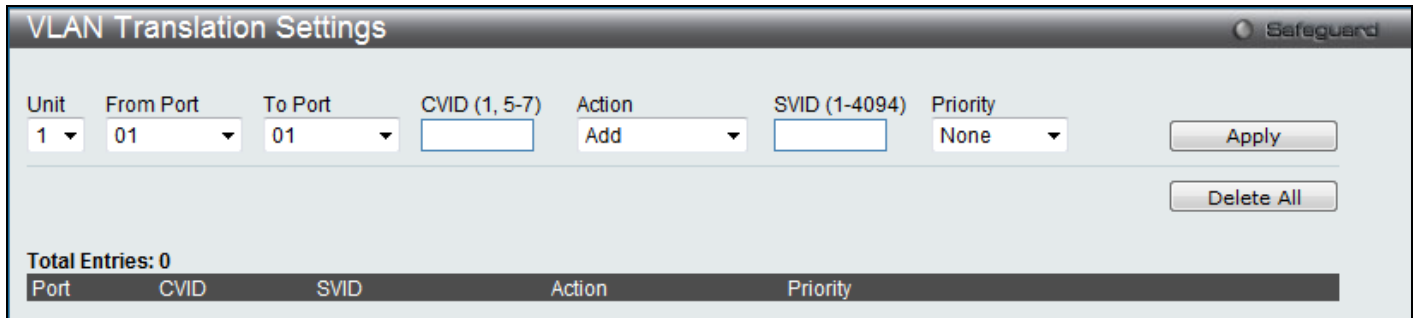 VLAN Translation Settings Safeguard
Unit From Port To Port CVID (1, 5-7) Action SVID (1-4094) Priority
1 01 01 Add None Apply
Delete All
Total Entries: 0
Port CVID SVID Action Priority